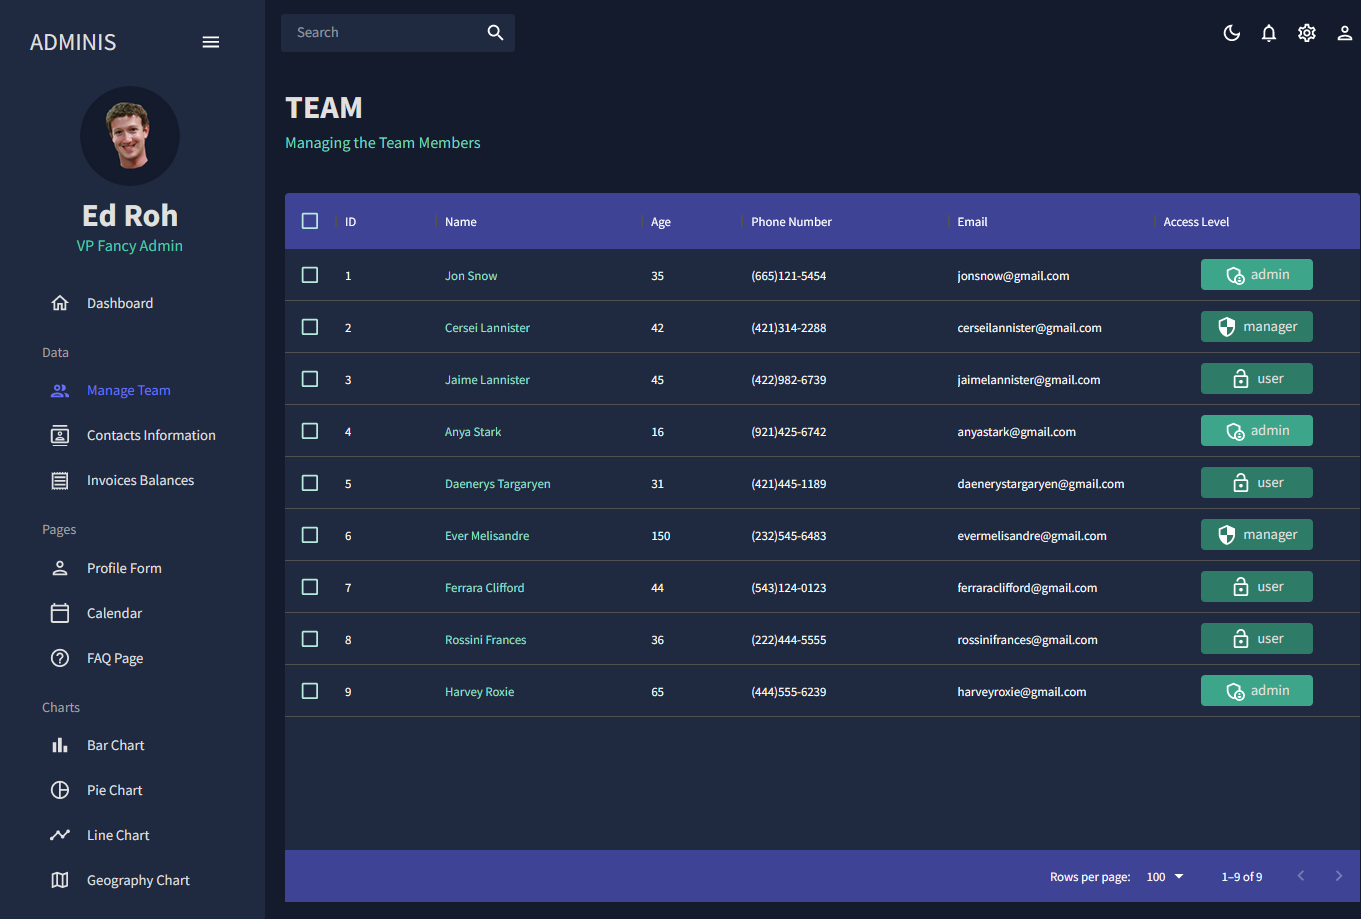 ADMINIS
Search
Ed Roh
VP Fancy Admin
Dashboard
Data
Manage Team
Contacts Information
Invoices Balances
Pages
Profile Form
Calendar
FAQ Page
Charts
Bar Chart
Pie Chart
Line Chart
Geography Chart
TEAM
Managing the Team Members
ID Name Age Phone Number Email Access Level
1 Jon Snow 35 (665)121-5454 jonsnow@gmail.com admin
2 Cersei Lannister 42 (421)314-2288 cerseilannister@gmail.com manager
3 Jaime Lannister 45 (422)982-6739 jaimelannister@gmail.com user
4 Anya Stark 16 (921)425-6742 anyastark@gmail.com admin
5 Daenerys Targaryen 31 (421)445-1189 daenerystargaryen@gmail.com user
6 Ever Melisandre 150 (232)545-6483 evermelisandre@gmail.com manager
7 Ferrara Clifford 44 (543)124-0123 ferraraclifford@gmail.com user
8 Rossini Frances 36 (222)444-5555 rossinifrances@gmail.com user
9 Harvey Roxie 65 (444)555-6239 harveyroxie@gmail.com admin
Rows per page: 100 1–9 of 9